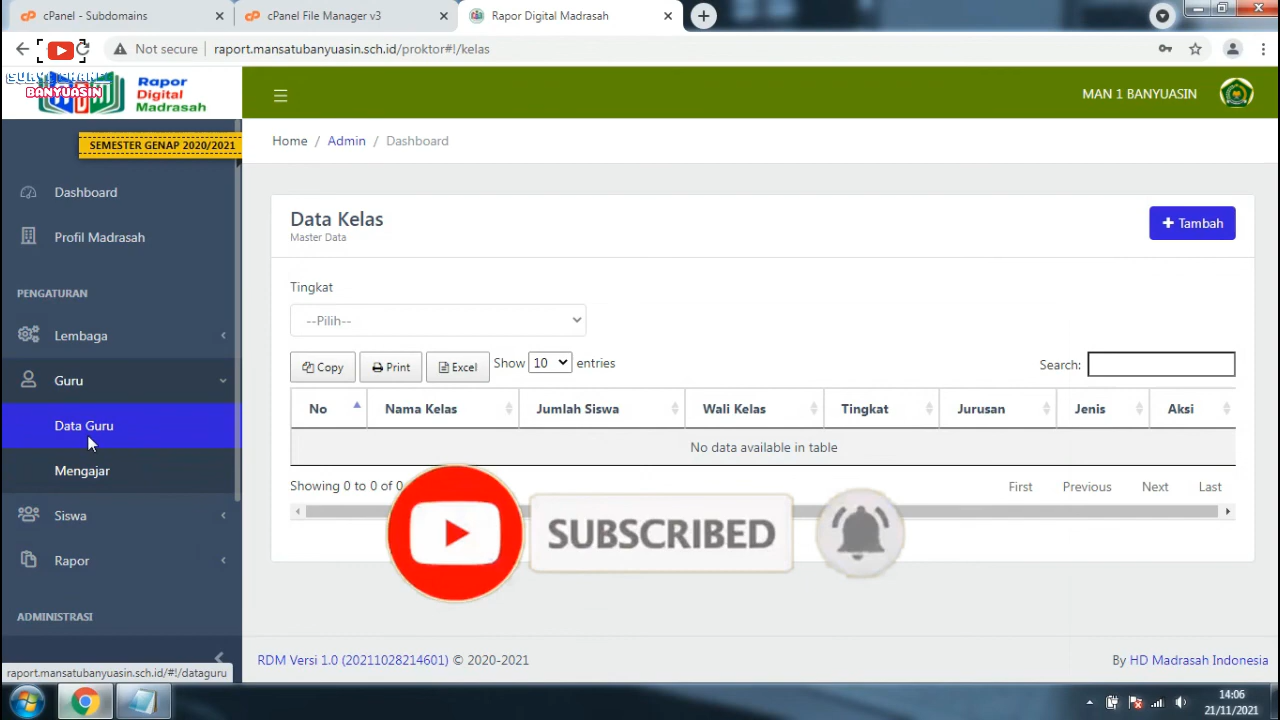 cPanel - Subdomains
cPanel File Manager v3
Rapor Digital Madrasah
Not secure
raport.mansatubanyuasin.sch.id/proktor#!/kelas
BANYUASIN
Rapor
Digital
Madrasah
MAN 1 BANYUASIN
SEMESTER GENAP 2020/2021
Home / Admin / Dashboard
Dashboard
Profil Madrasah
PENGATURAN
Lembaga
Guru
Data Guru
Mengajar
Siswa
Rapor
ADMINISTRASI
Data Kelas
Master Data
Tambah
Tingkat
--Pilih--
Copy
Print
Excel
Show 10 entries
Search:
No
Nama Kelas
Jumlah Siswa
Wali Kelas
Tingkat
Jurusan
Jenis
Aksi
No data available in table
Showing 0 to 0 of 0
First
Previous
Next
Last
SUBSCRIBED
RDM Versi 1.0 (20211028214601) © 2020-2021
By HD Madrasah Indonesia
raport.mansatubanyuasin.sch.id/#!/dataguru
14:06
21/11/2021